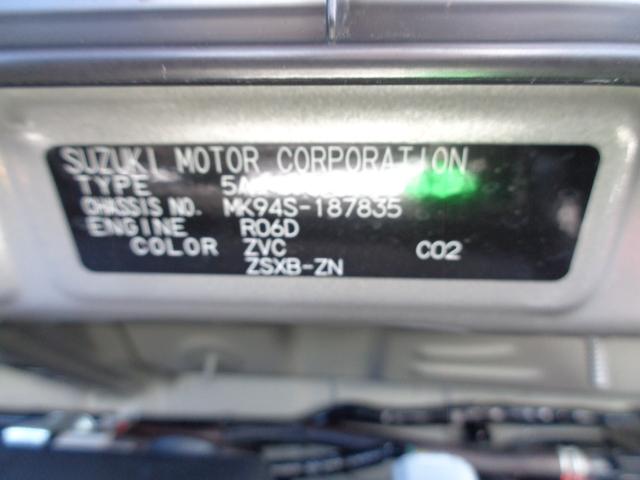 SUZUKI MOTOR CORPORATION
TYPE
CHASSIS NO. MK94S-187835
ENGINE R06D
COLOR ZVC C02
ZSXB-ZN